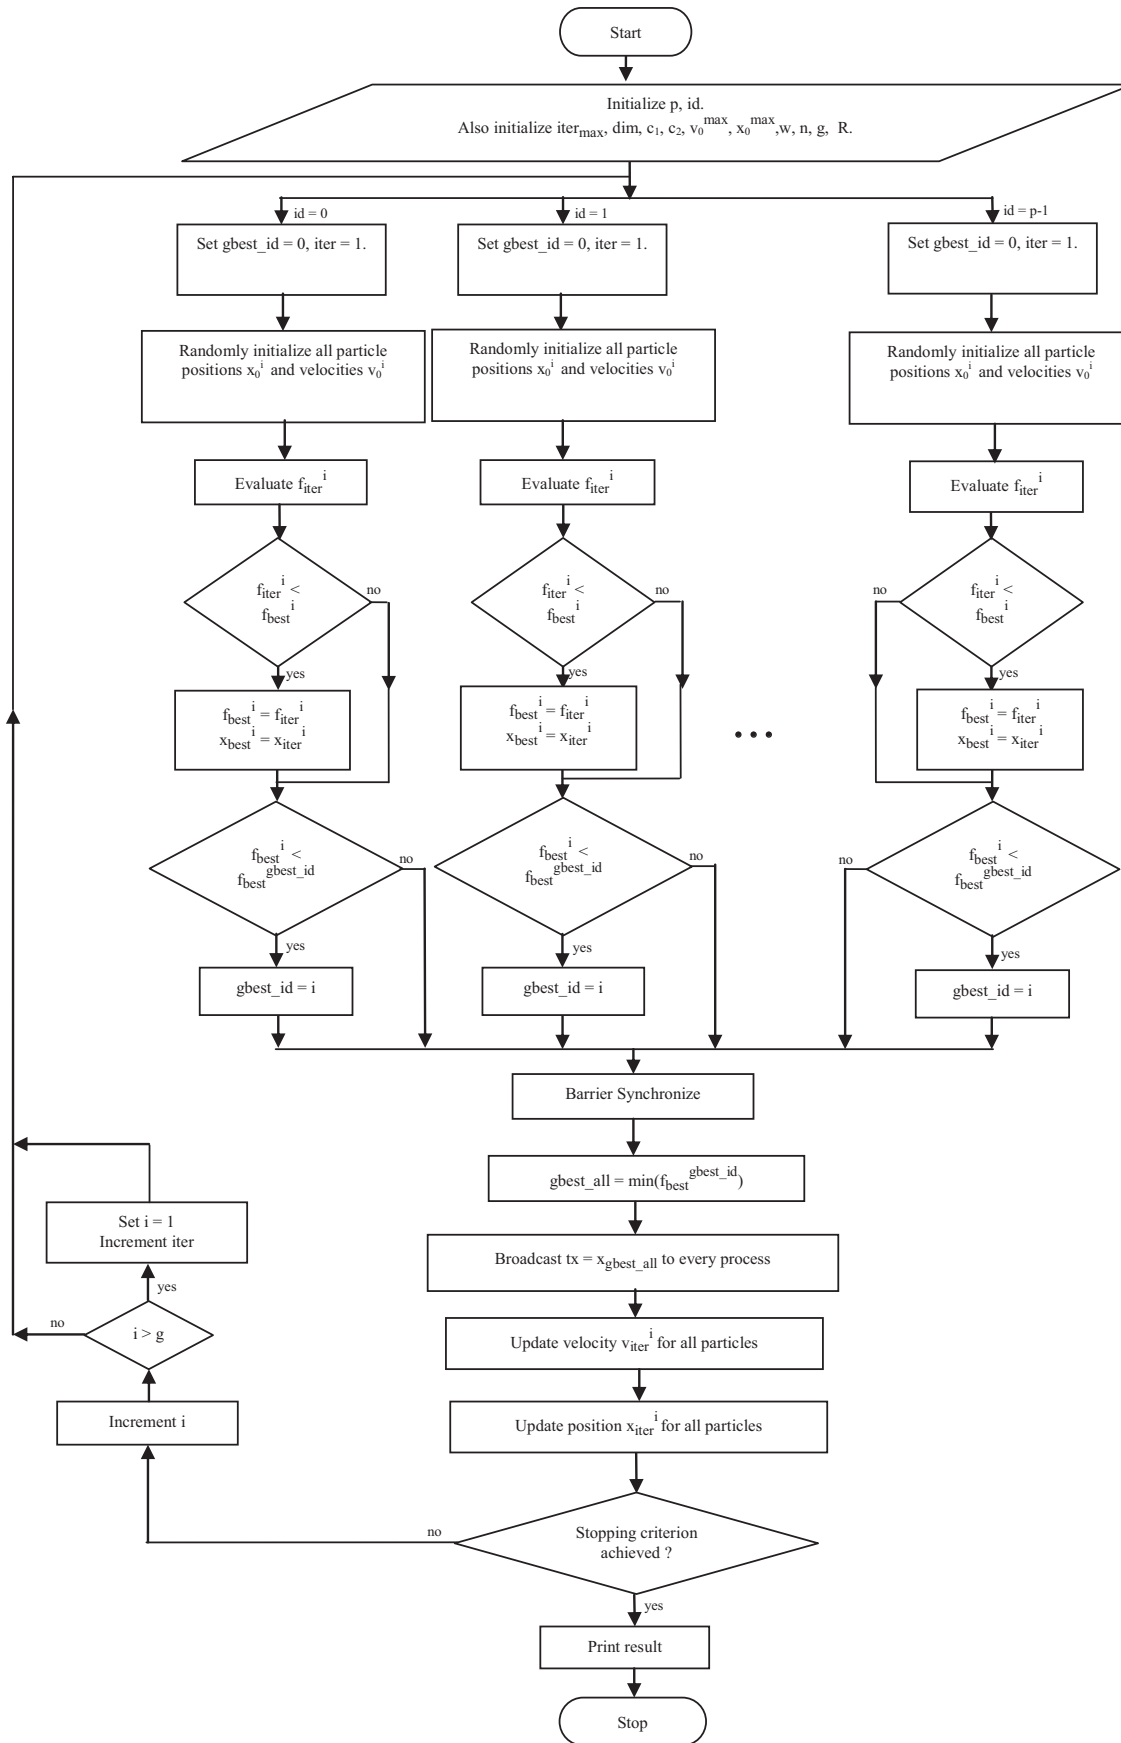 Start
Initialize p, id.
Also initialize iter_max, dim, c₁, c₂, v₀^max, x₀^max,w, n, g, R.
id = 0
id = 1
id = p-1
Set gbest_id = 0, iter = 1.
Set gbest_id = 0, iter = 1.
Set gbest_id = 0, iter = 1.
Randomly initialize all particle
positions x₀^i and velocities v₀^i
Randomly initialize all particle
positions x₀^i and velocities v₀^i
Randomly initialize all particle
positions x₀^i and velocities v₀^i
Evaluate f_iter^i
Evaluate f_iter^i
Evaluate f_iter^i
f_iter^i <
f_best^i
no
yes
f_iter^i <
f_best^i
no
yes
f_iter^i <
f_best^i
no
yes
f_best^i = f_iter^i
x_best^i = x_iter^i
f_best^i = f_iter^i
x_best^i = x_iter^i
...
f_best^i = f_iter^i
x_best^i = x_iter^i
f_best^i <
f_best^gbest_id
no
yes
f_best^i <
f_best^gbest_id
no
yes
f_best^i <
f_best^gbest_id
no
yes
gbest_id = i
gbest_id = i
gbest_id = i
Barrier Synchronize
gbest_all = min(f_best^gbest_id)
Broadcast tx = x_gbest_all to every process
Update velocity v_iter^i for all particles
Update position x_iter^i for all particles
Stopping criterion
achieved ?
no
yes
Increment i
i > g
no
yes
Set i = 1
Increment iter
Print result
Stop